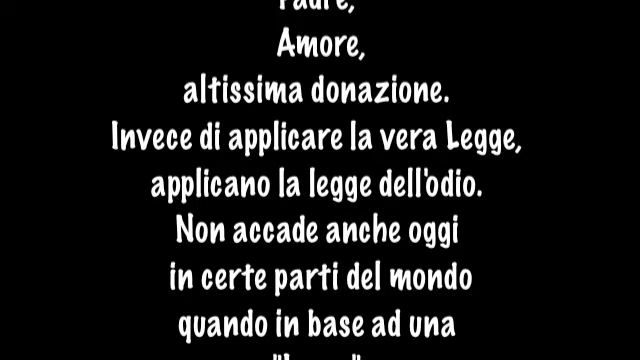 Padre,
Amore,
altissima donazione.
Invece di applicare la vera Legge,
applicano la legge dell'odio.
Non accade anche oggi
in certe parti del mondo
quando in base ad una